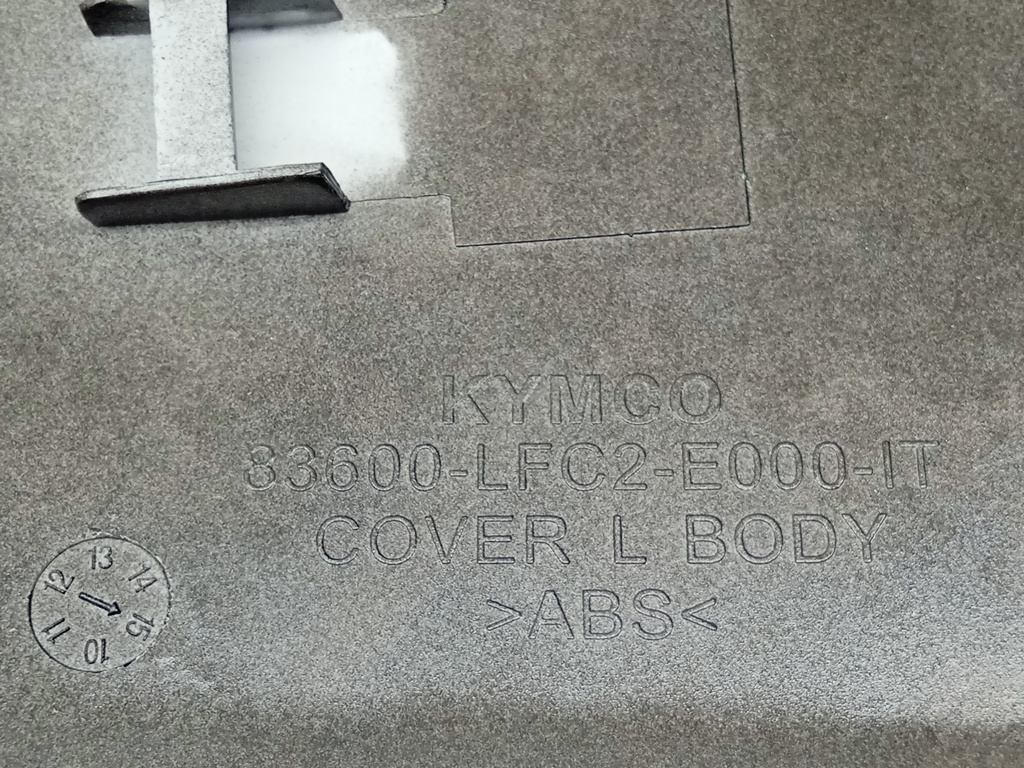 KYMCO
83600-LFC2-E000-IT
COVER L BODY
>ABS<
10 11 12 13 14 15